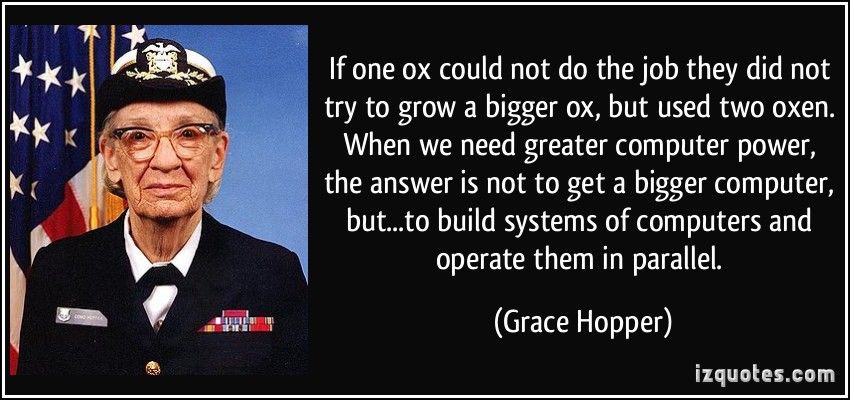 If one ox could not do the job they did not
try to grow a bigger ox, but used two oxen.
When we need greater computer power,
the answer is not to get a bigger computer,
but...to build systems of computers and
operate them in parallel.
(Grace Hopper)
izquotes.com